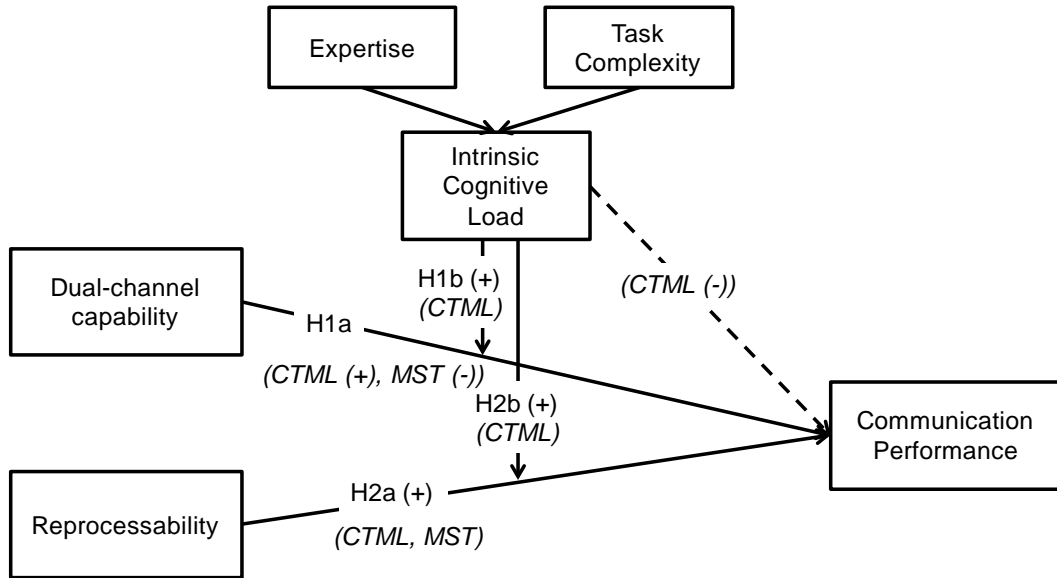 Expertise
Task
Complexity
Intrinsic
Cognitive
Load
Dual-channel
capability
H1b (+)
(CTML)
(CTML (-))
H1a
(CTML (+), MST (-))
H2b (+)
(CTML)
Communication
Performance
Reprocessability
H2a (+)
(CTML, MST)